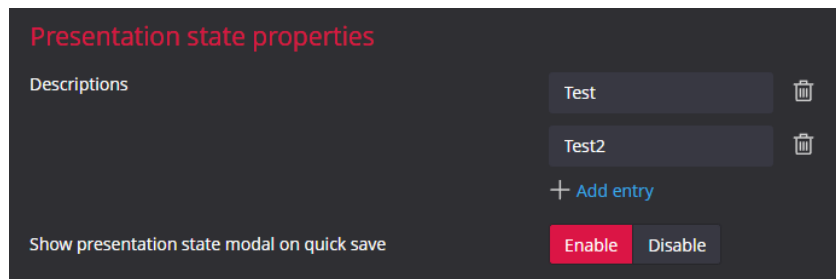 Presentation state properties
Descriptions
Test
Test2
Add entry
Show presentation state modal on quick save
Enable Disable